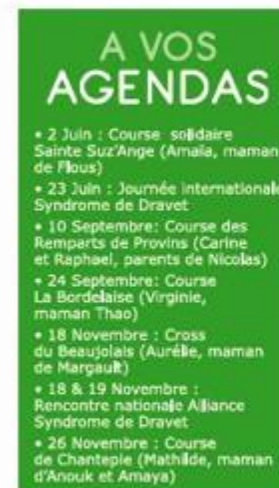 A VOS
AGENDAS
• 2 Juin : Course solidaire
Sainte Suz'Ange (Amaïa, maman
de Flous)
• 23 Juin : Journée internationale
Syndrome de Dravet
• 10 Septembre: Course des
Remparts de Provins (Carine
et Raphael, parents de Nicolas)
• 24 Septembre: Course
La Bordelaise (Virginie,
maman Thao)
• 18 Novembre : Cross
du Beaujolais (Aurélie, maman
de Margault)
• 18 & 19 Novembre :
Rencontre nationale Alliance
Syndrome de Dravet
• 26 Novembre : Course
de Chantepie (Mathilde, maman
d'Anouk et Amaya)